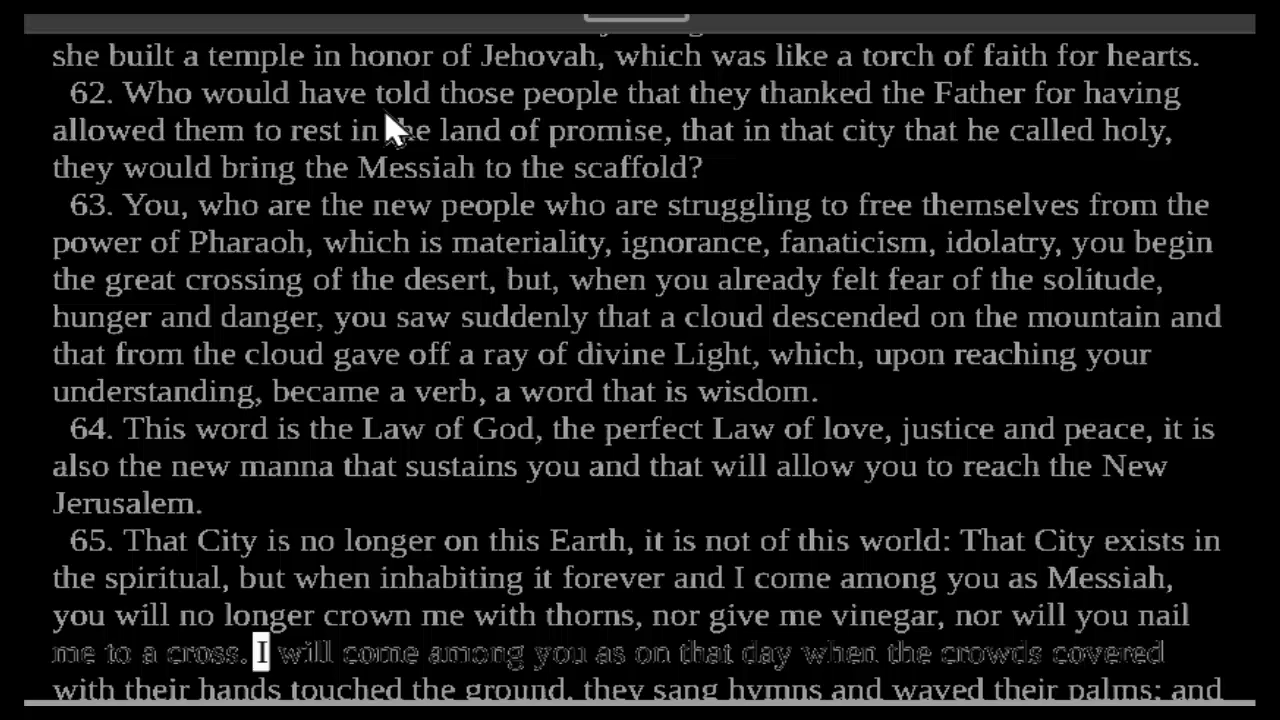 she built a temple in honor of Jehovah, which was like a torch of faith for hearts.
62. Who would have told those people that they thanked the Father for having
allowed them to rest in the land of promise, that in that city that he called holy,
they would bring the Messiah to the scaffold?
63. You, who are the new people who are struggling to free themselves from the
power of Pharaoh, which is materiality, ignorance, fanaticism, idolatry, you begin
the great crossing of the desert, but, when you already felt fear of the solitude,
hunger and danger, you saw suddenly that a cloud descended on the mountain and
that from the cloud gave off a ray of divine Light, which, upon reaching your
understanding, became a verb, a word that is wisdom.
64. This word is the Law of God, the perfect Law of love, justice and peace, it is
also the new manna that sustains you and that will allow you to reach the New
Jerusalem.
65. That City is no longer on this Earth, it is not of this world: That City exists in
the spiritual, but when inhabiting it forever and I come among you as Messiah,
you will no longer crown me with thorns, nor give me vinegar, nor will you nail
me to a cross. I will come among you as on that day when the crowds covered
with their hands touched the ground, they sang hymns and waved their palms; and